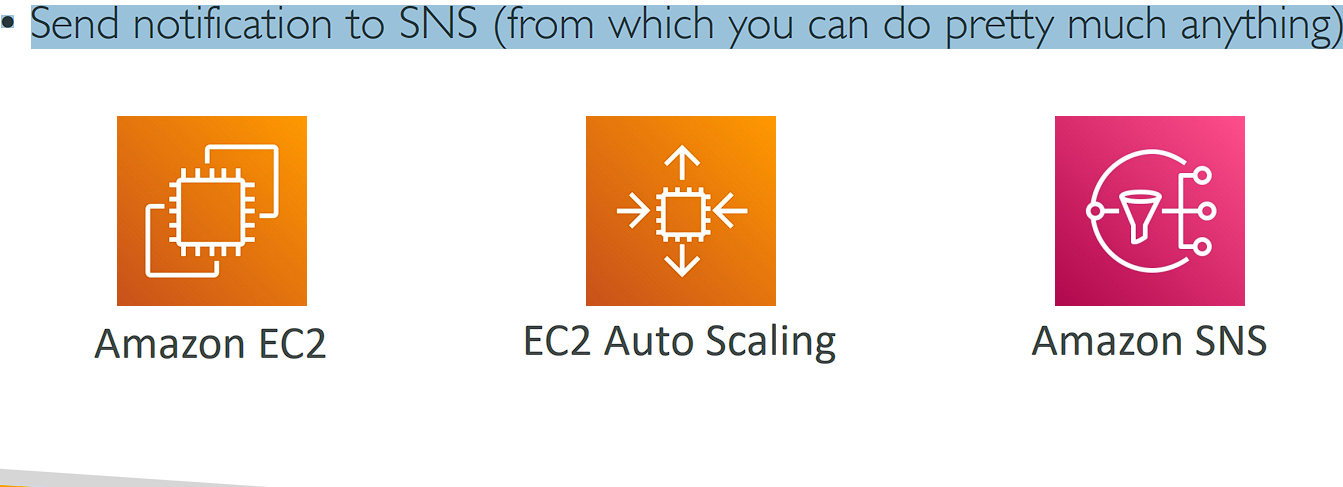 • Send notification to SNS (from which you can do pretty much anything)
Amazon EC2
EC2 Auto Scaling
Amazon SNS